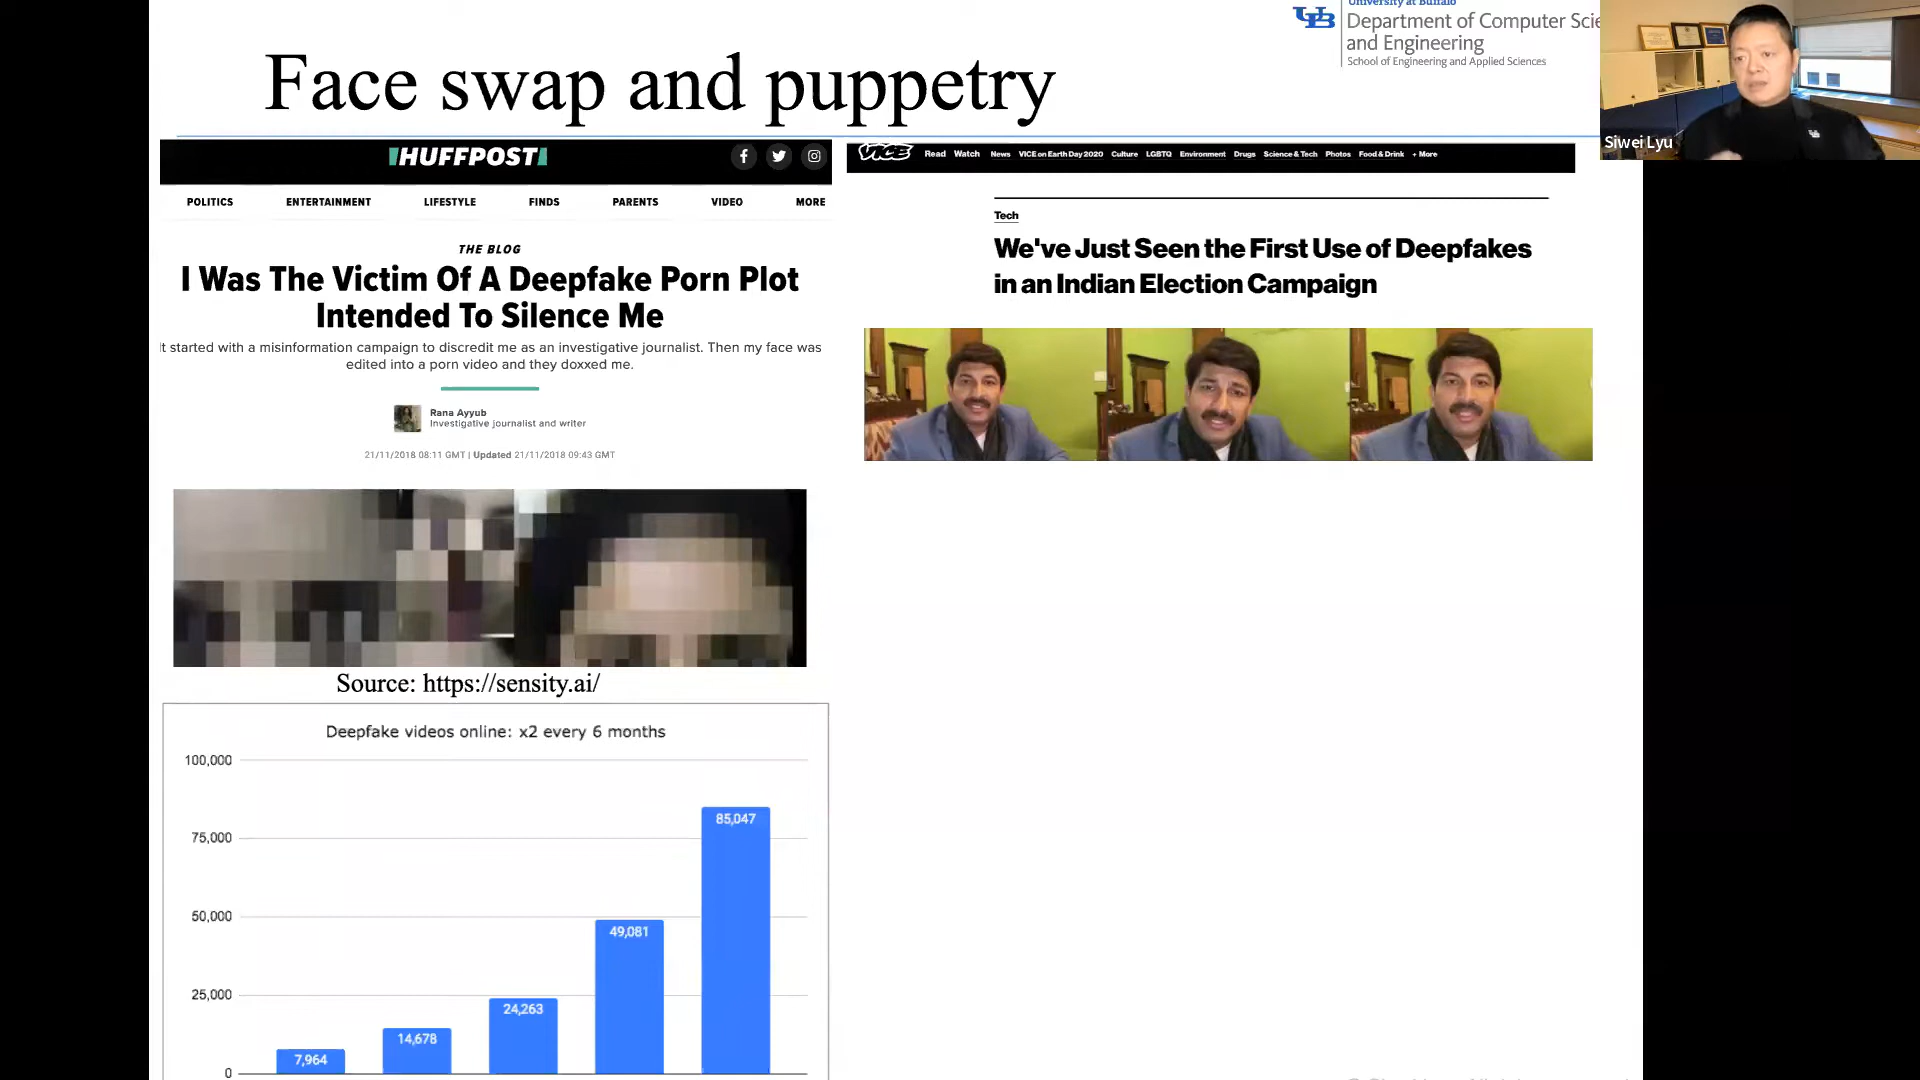 University at Buffalo
Department of Computer Scie
and Engineering
School of Engineering and Applied Sciences
Face swap and puppetry
Siwei Lyu
HUFFPOST
POLITICS ENTERTAINMENT LIFESTYLE FINDS PARENTS VIDEO MORE
THE BLOG
I Was The Victim Of A Deepfake Porn Plot
Intended To Silence Me
It started with a misinformation campaign to discredit me as an investigative journalist. Then my face was
edited into a porn video and they doxxed me.
Rana Ayyub
Investigative journalist and writer
21/11/2018 08:11 GMT | Updated 21/11/2018 09:43 GMT
Source: https://sensity.ai/
Deepfake videos online: x2 every 6 months
100,000
75,000
50,000
25,000
0
7,964
14,678
24,263
49,081
85,047
VICE Read Watch News VICE on Earth Day 2020 Culture LGBTQ Environment Drugs Science & Tech Photos Food & Drink + More
Tech
We've Just Seen the First Use of Deepfakes
in an Indian Election Campaign